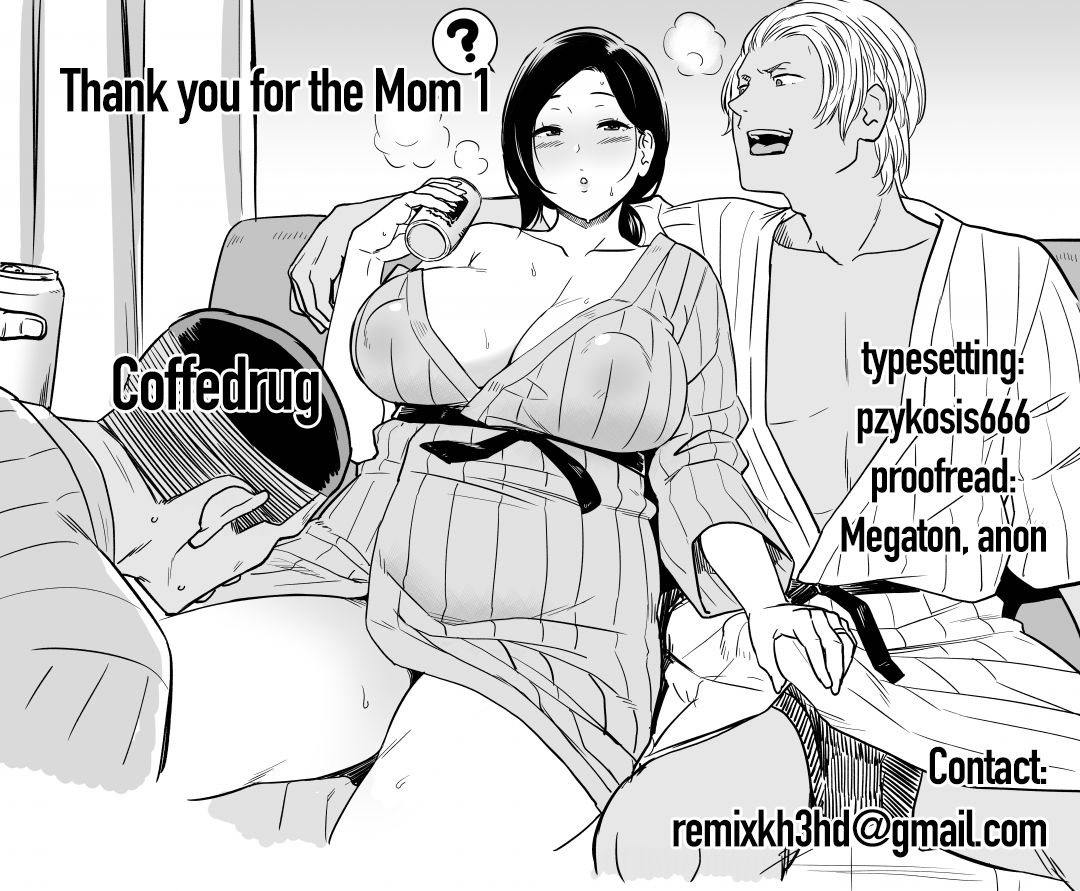 ?
Thank you for the Mom 1
Coffedrug
typesetting:
pzykosis666
proofread:
Megaton, anon
Contact:
remixkh3hd@gmail.com